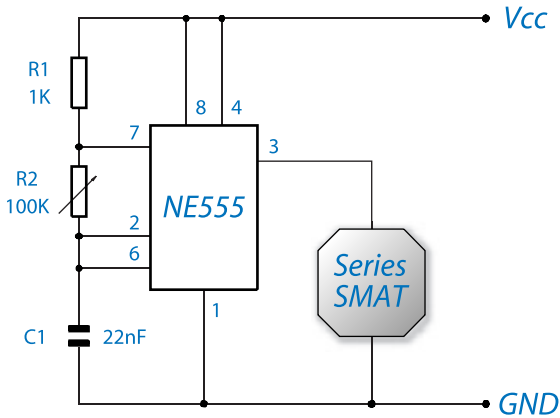 Vcc
R1
1K
8
4
7
3
R2
100K
NE555
2
6
Series
SMAT
1
C1
22nF
GND